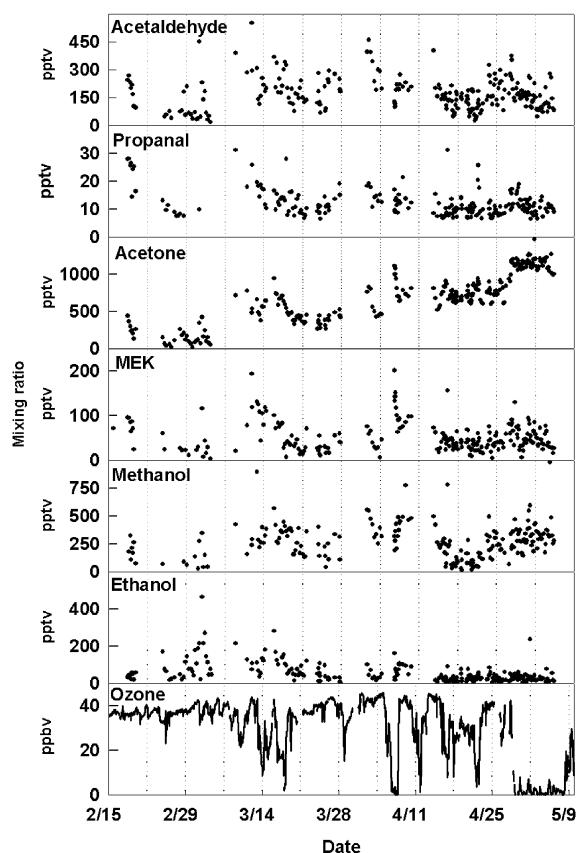 Acetaldehyde
450
300
150
0
pptv
Propanal
30
20
10
0
pptv
Acetone
1000
500
0
pptv
MEK
200
100
0
pptv
Mixing ratio
Methanol
750
500
250
0
pptv
Ethanol
400
200
0
pptv
Ozone
40
20
0
ppbv
2/15 2/29 3/14 3/28 4/11 4/25 5/9
Date